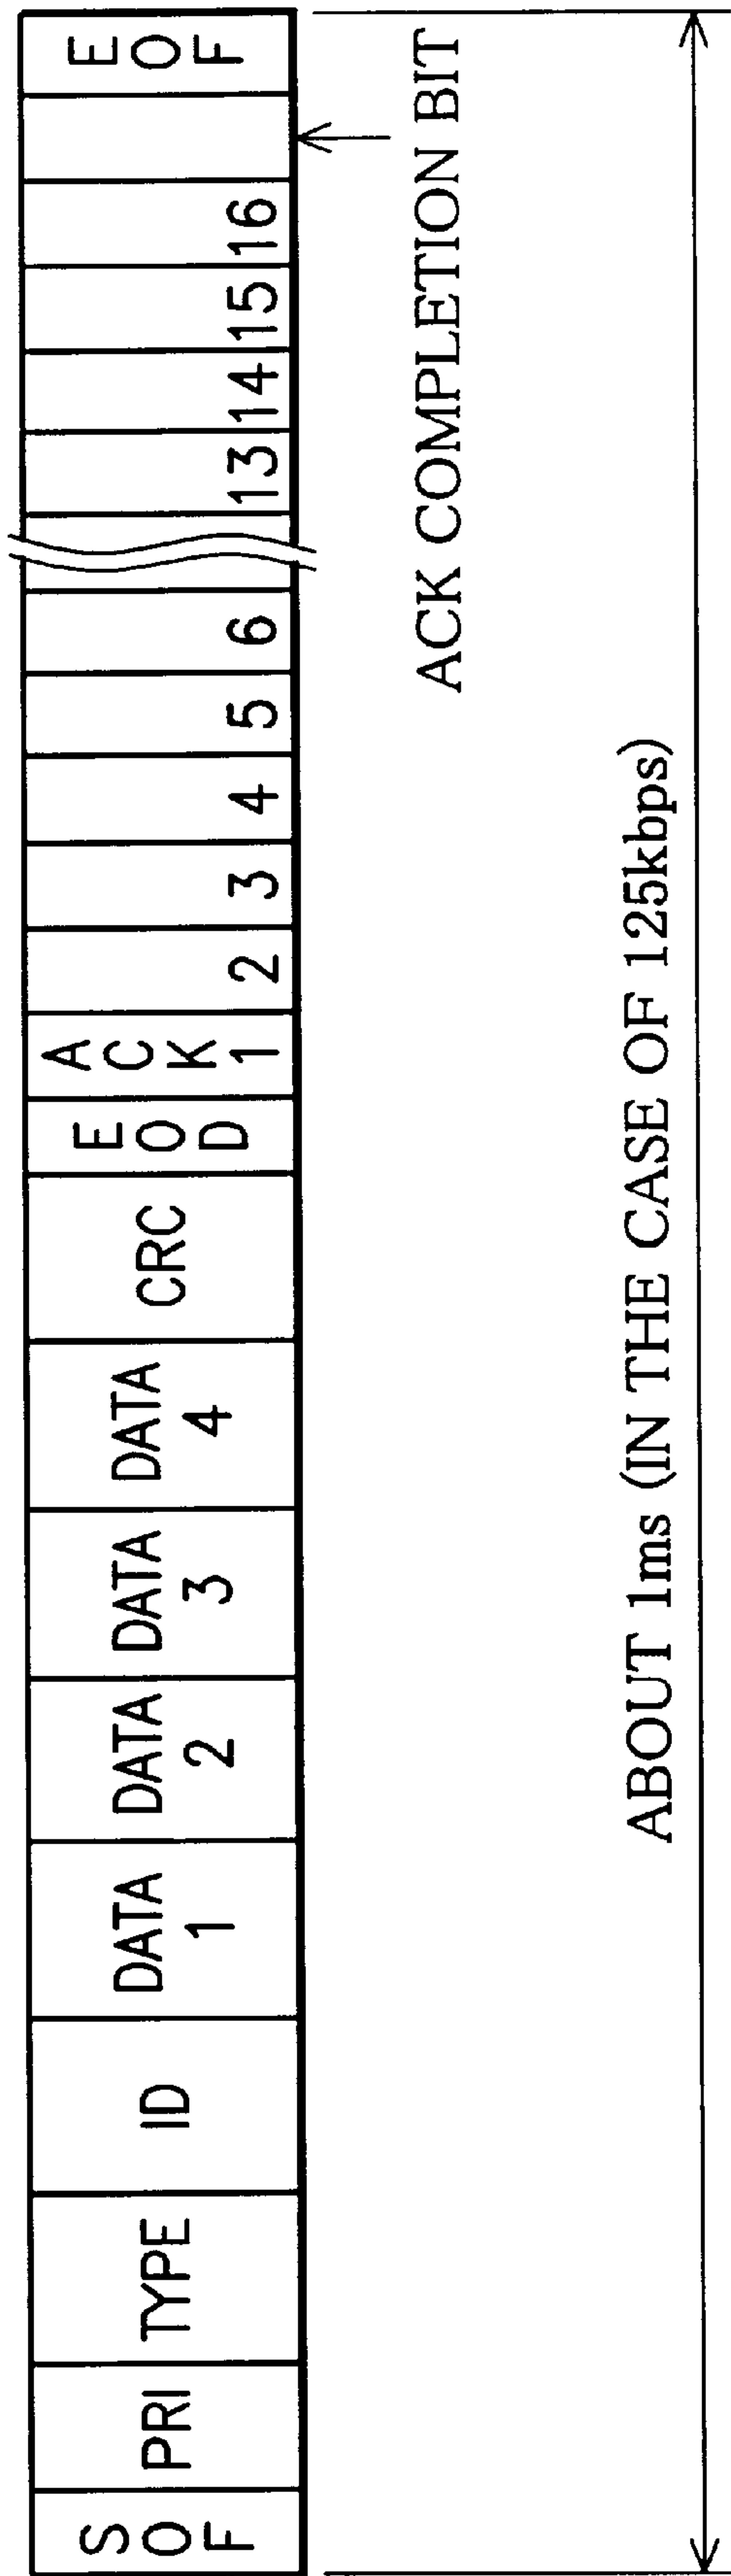 SOF
PRI
TYPE
ID
DATA 1
DATA 2
DATA 3
DATA 4
CRC
EOD
ACK 1
2
3
4
5
6
13
14
15
16
EOF
ACK COMPLETION BIT
ABOUT 1ms (IN THE CASE OF 125kbps)